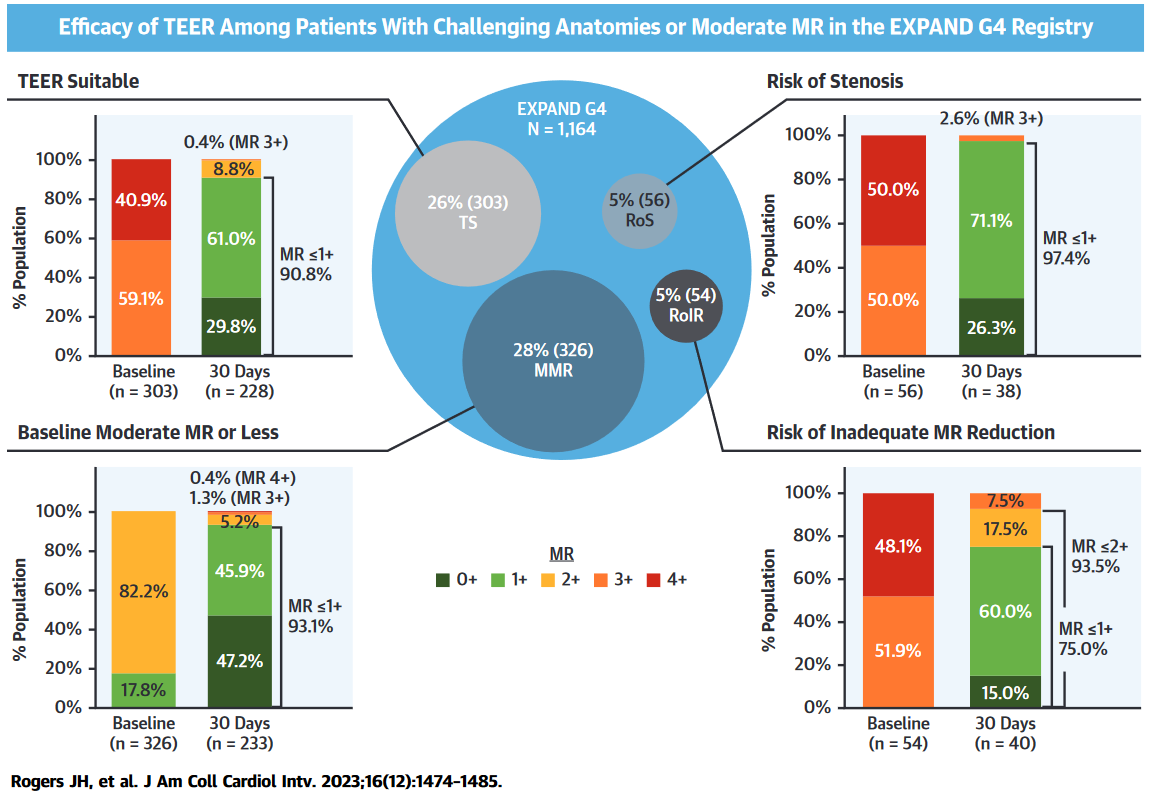 Efficacy of TEER Among Patients With Challenging Anatomies or Moderate MR in the EXPAND G4 Registry
TEER Suitable
% Population
100%
80%
60%
40%
20%
0%
40.9%
59.1%
0.4% (MR 3+)
8.8%
61.0%
29.8%
MR ≤1+
90.8%
Baseline
(n = 303)
30 Days
(n = 228)
EXPAND G4
N = 1,164
26% (303)
TS
5% (56)
RoS
5% (54)
RoIR
28% (326)
MMR
Risk of Stenosis
% Population
100%
80%
60%
40%
20%
0%
50.0%
50.0%
2.6% (MR 3+)
71.1%
26.3%
MR ≤1+
97.4%
Baseline
(n = 56)
30 Days
(n = 38)
Baseline Moderate MR or Less
% Population
100%
80%
60%
40%
20%
0%
82.2%
17.8%
0.4% (MR 4+)
1.3% (MR 3+)
5.2%
45.9%
47.2%
MR ≤1+
93.1%
Baseline
(n = 326)
30 Days
(n = 233)
MR
0+ 1+ 2+ 3+ 4+
Risk of Inadequate MR Reduction
% Population
100%
80%
60%
40%
20%
0%
48.1%
51.9%
7.5%
17.5%
60.0%
15.0%
MR ≤2+
93.5%
MR ≤1+
75.0%
Baseline
(n = 54)
30 Days
(n = 40)
Rogers JH, et al. J Am Coll Cardiol Intv. 2023;16(12):1474–1485.